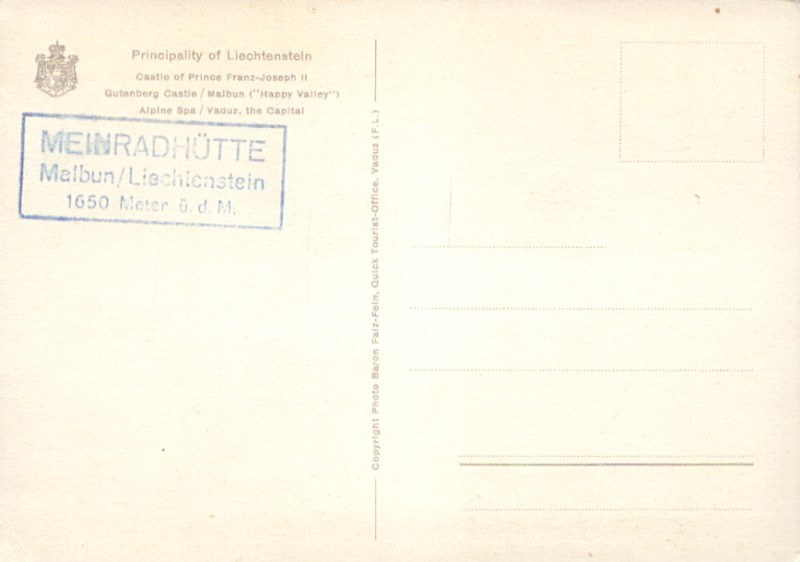 Principality of Liechtenstein
Castle of Prince Franz-Joseph II
Gutenberg Castle / Malbun ("Happy Valley")
Alpine Spa / Vaduz, the Capital
MEINRADHÜTTE
Malbun/Liechtenstein
1650 Meter ü. d. M.
Copyright Photo Baron Falz-Fein, Quick Tourist-Office, Vaduz (F.L.)